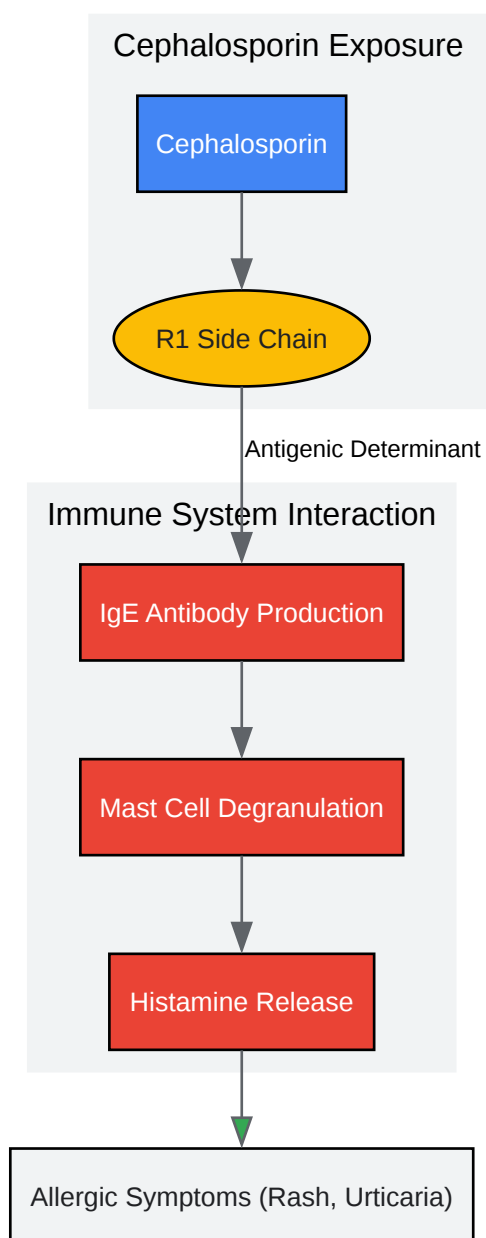 Cephalosporin Exposure
Cephalosporin
R1 Side Chain
Antigenic Determinant
Immune System Interaction
IgE Antibody Production
Mast Cell Degranulation
Histamine Release
Allergic Symptoms (Rash, Urticaria)